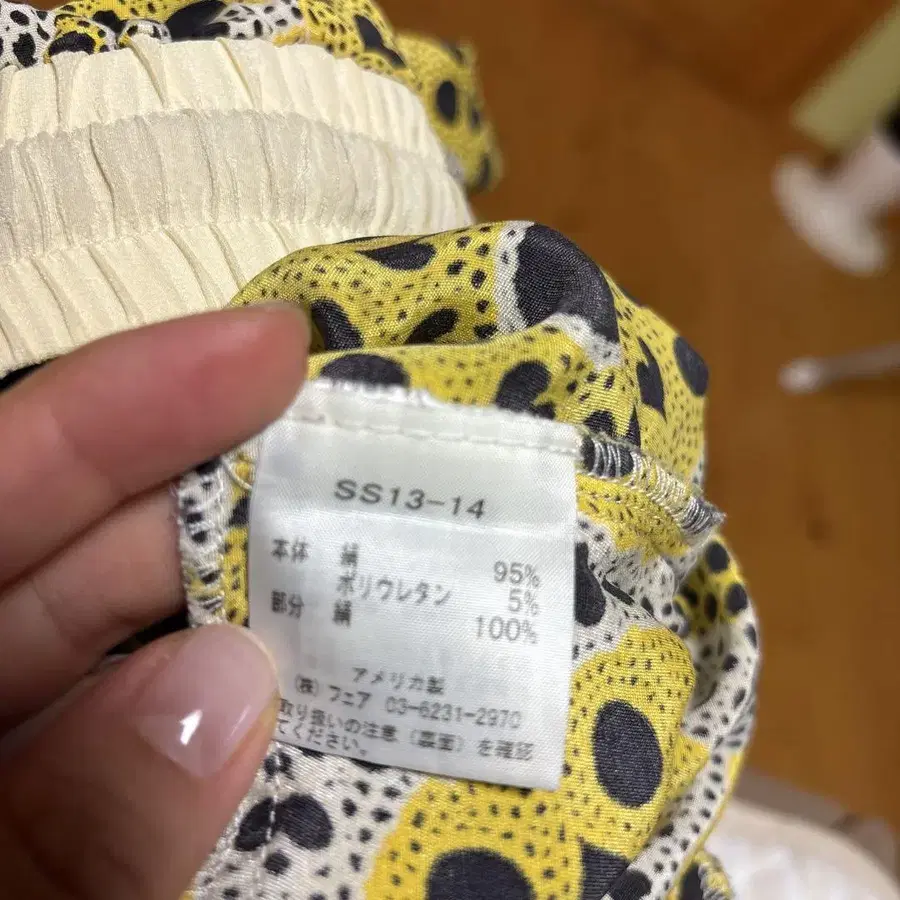 SS13-14
本体 絹 95%
ポリウレタン 5%
部分 絹 100%
アメリカ製
(株)フェア 03-6231-2970
取り扱いの注意(裏面)を確認
てください。